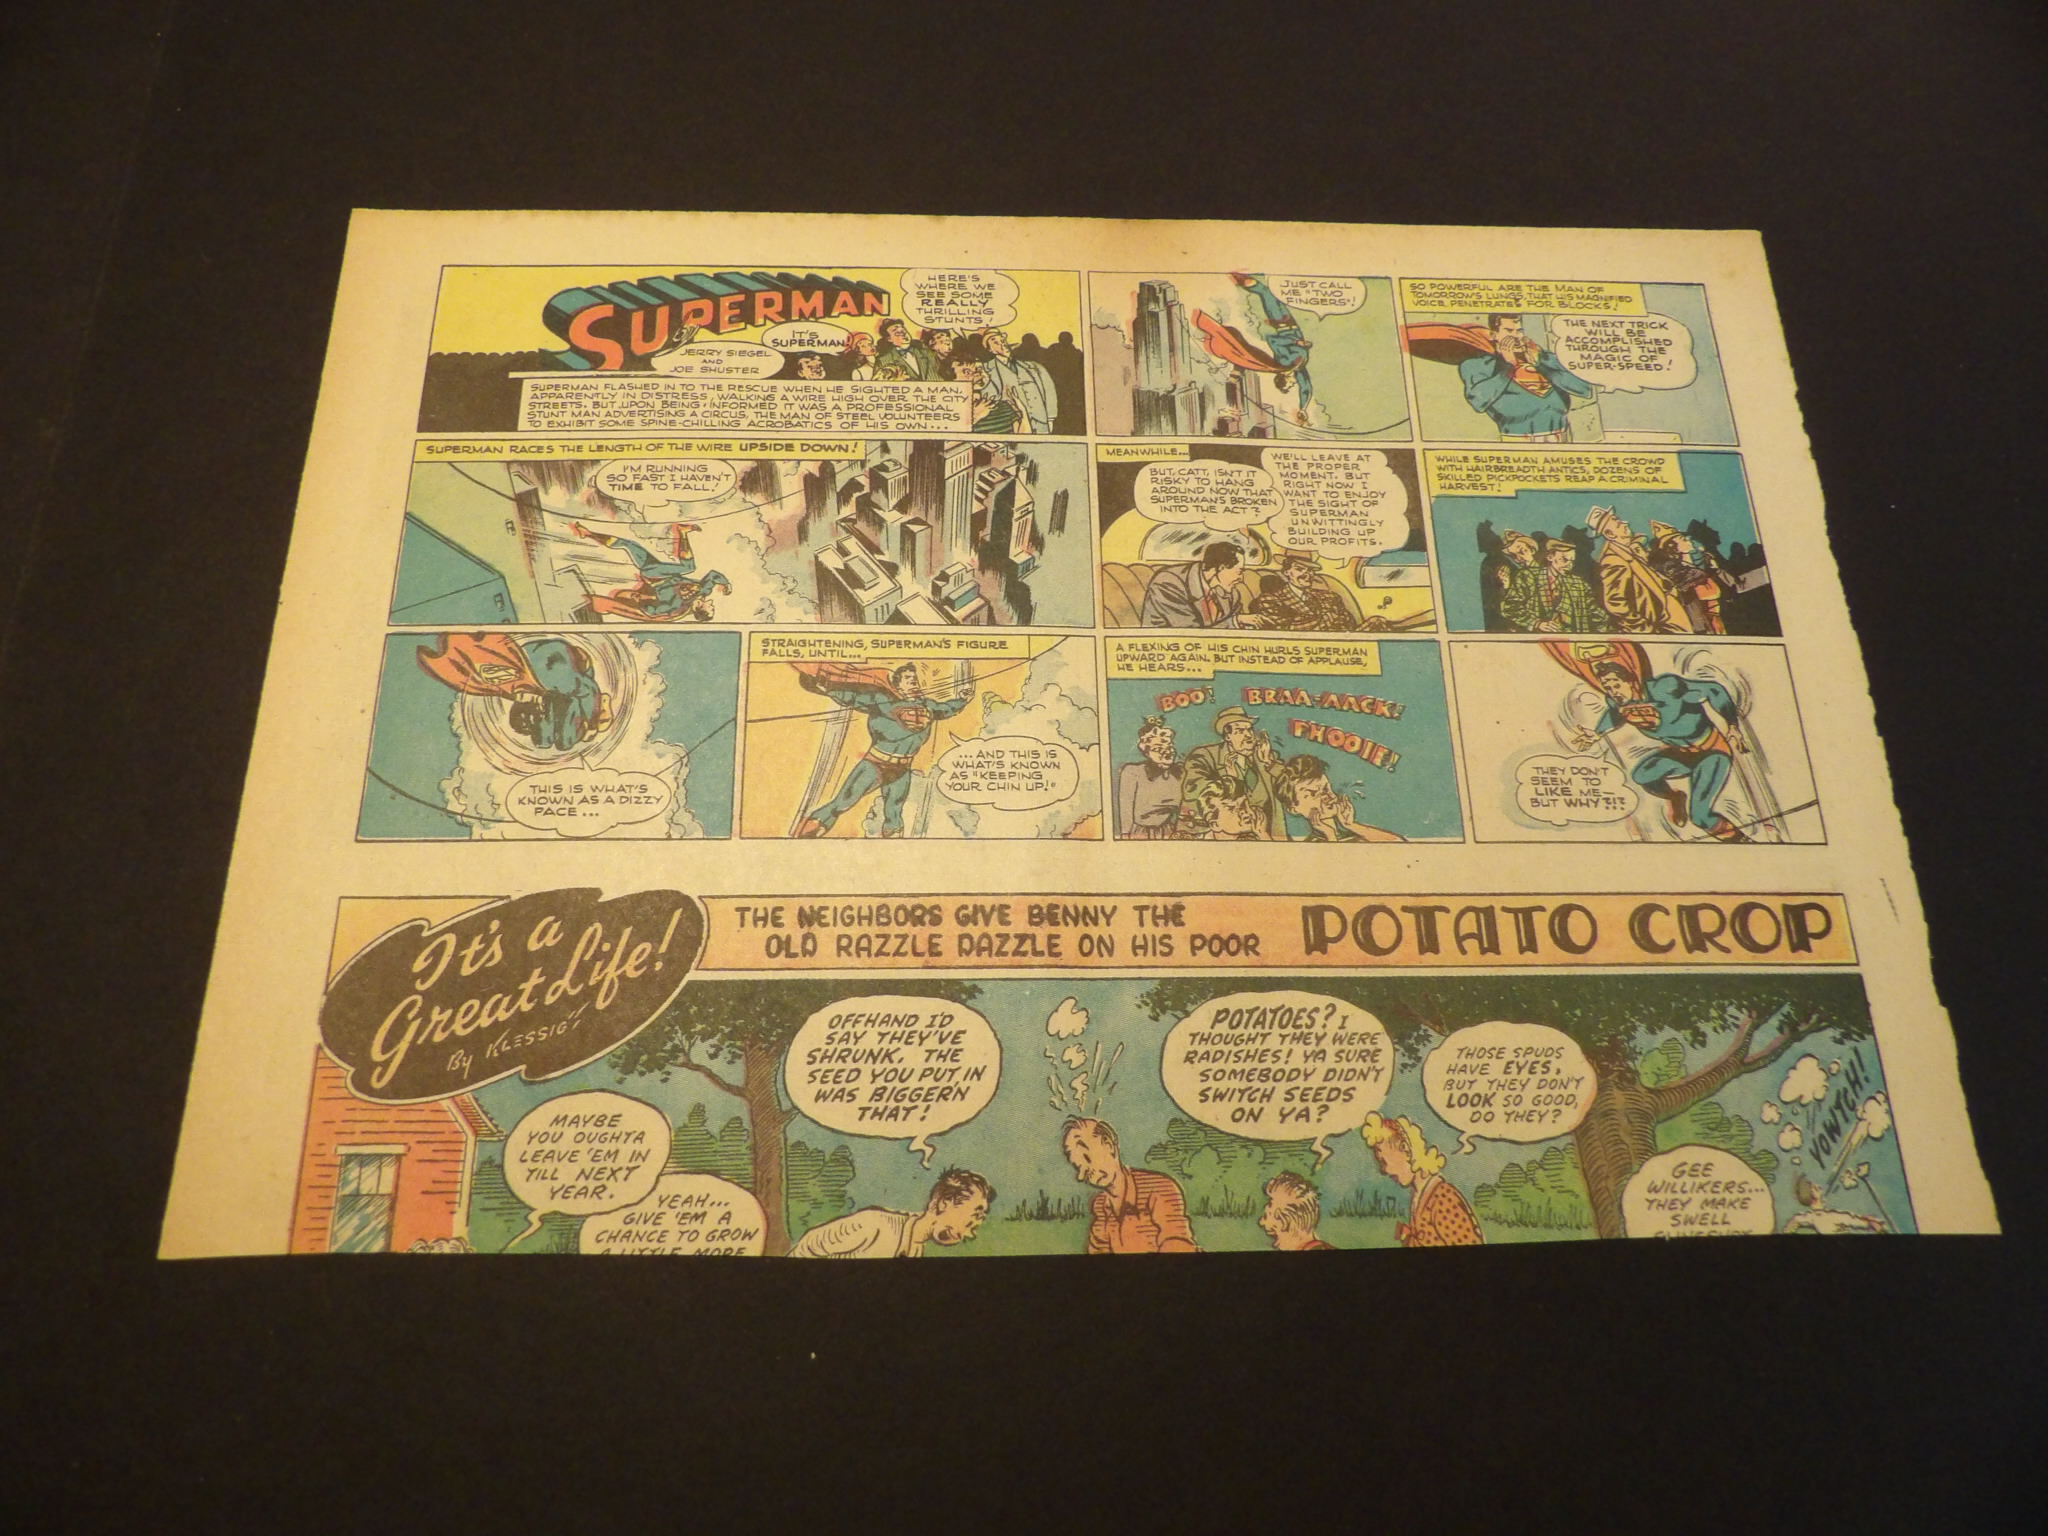 SUPERMAN
by
JERRY SIEGEL
AND
JOE SHUSTER
IT'S
SUPERMAN!
HERE'S
WHERE WE
SEE SOME
REALLY
THRILLING
STUNTS!
SUPERMAN FLASHED IN TO THE RESCUE WHEN HE SIGHTED A MAN,
APPARENTLY IN DISTRESS, WALKING A WIRE HIGH OVER THE CITY
STREETS. BUT UPON BEING INFORMED IT WAS A PROFESSIONAL
STUNT MAN ADVERTISING A CIRCUS, THE MAN OF STEEL VOLUNTEERS
TO EXHIBIT SOME SPINE-CHILLING ACROBATICS OF HIS OWN...
JUST CALL
ME "TWO
FINGERS"!
SO POWERFUL ARE THE MAN OF
TOMORROW'S LUNGS, THAT HIS MAGNIFIED
VOICE PENETRATES FOR BLOCKS!
THE NEXT TRICK
WILL BE
ACCOMPLISHED
THROUGH THE
MAGIC OF
SUPER-SPEED!
SUPERMAN RACES THE LENGTH OF THE WIRE UPSIDE DOWN!
I'M RUNNING
SO FAST I HAVEN'T
TIME TO FALL!
MEANWHILE...
BUT, CATT, ISN'T IT
RISKY TO HANG
AROUND NOW THAT
SUPERMAN'S BROKEN
INTO THE ACT?
WE'LL LEAVE AT
THE PROPER
MOMENT. BUT
RIGHT NOW I
WANT TO ENJOY
THE SIGHT OF
SUPERMAN
UNWITTINGLY
BUILDING UP
OUR PROFITS.
WHILE SUPERMAN AMUSES THE CROWD
WITH HAIRBREADTH ANTICS, DOZENS OF
SKILLED PICKPOCKETS REAP A CRIMINAL
HARVEST!
THIS IS WHAT'S
KNOWN AS A DIZZY
PACE...
STRAIGHTENING, SUPERMAN'S FIGURE
FALLS, UNTIL...
...AND THIS IS
WHAT'S KNOWN
AS "KEEPING
YOUR CHIN UP!"
A FLEXING OF HIS CHIN HURLS SUPERMAN
UPWARD AGAIN. BUT INSTEAD OF APPLAUSE,
HE HEARS...
BOO!
BRAA-AACK!
PHOOIE!
THEY DON'T
SEEM TO
LIKE ME—
BUT WHY?!?
It's a
Great Life!
By KLESSIG
THE NEIGHBORS GIVE BENNY THE
OLD RAZZLE DAZZLE ON HIS POOR
POTATO CROP
MAYBE
YOU OUGHTA
LEAVE 'EM IN
TILL NEXT
YEAR.
YEAH...
GIVE 'EM A
CHANCE TO GROW
A LITTLE MORE
OFFHAND I'D
SAY THEY'VE
SHRUNK. THE
SEED YOU PUT IN
WAS BIGGER'N
THAT!
POTATOES? I
THOUGHT THEY WERE
RADISHES! YA SURE
SOMEBODY DIDN'T
SWITCH SEEDS
ON YA?
THOSE SPUDS
HAVE EYES,
BUT THEY DON'T
LOOK SO GOOD,
DO THEY?
GEE
WILLIKERS...
THEY MAKE
SWELL
YOWTCH!